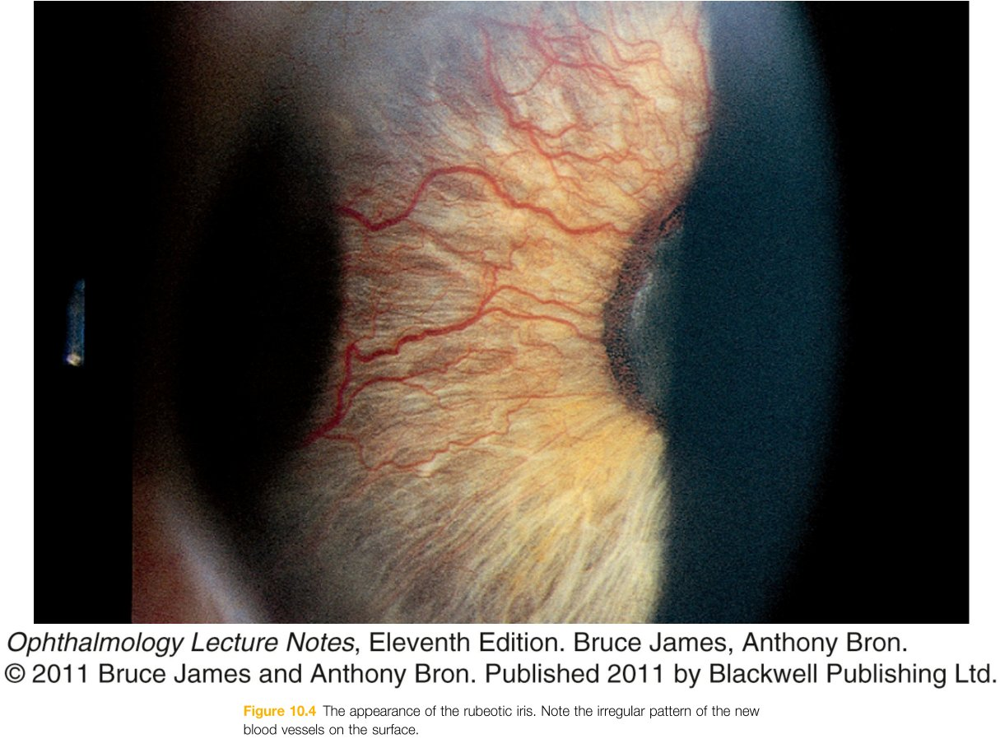 Ophthalmology Lecture Notes, Eleventh Edition. Bruce James, Anthony Bron.
© 2011 Bruce James and Anthony Bron. Published 2011 by Blackwell Publishing Ltd.
Figure 10.4 The appearance of the rubeotic iris. Note the irregular pattern of the new
blood vessels on the surface.